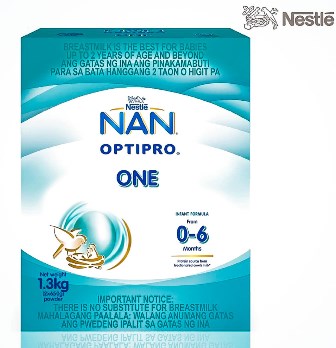 Nestlé
BREASTMILK IS THE BEST FOR BABIES
UP TO 2 YEARS OF AGE AND BEYOND
ANG GATAS NG INA ANG PINAKAMABUTI
PARA SA BATA HANGGANG 2 TAON O HIGIT PA
Nestlé
NAN
OPTIPRO®
ONE
INFANT FORMULA
From
0-6
Months
Net weight
1.3kg
powder
IMPORTANT NOTICE:
THERE IS NO SUBSTITUTE FOR BREASTMILK
MAHALAGANG PAALALA: WALANG ANUMANG GATAS
ANG PWEDENG IPALIT SA GATAS NG INA